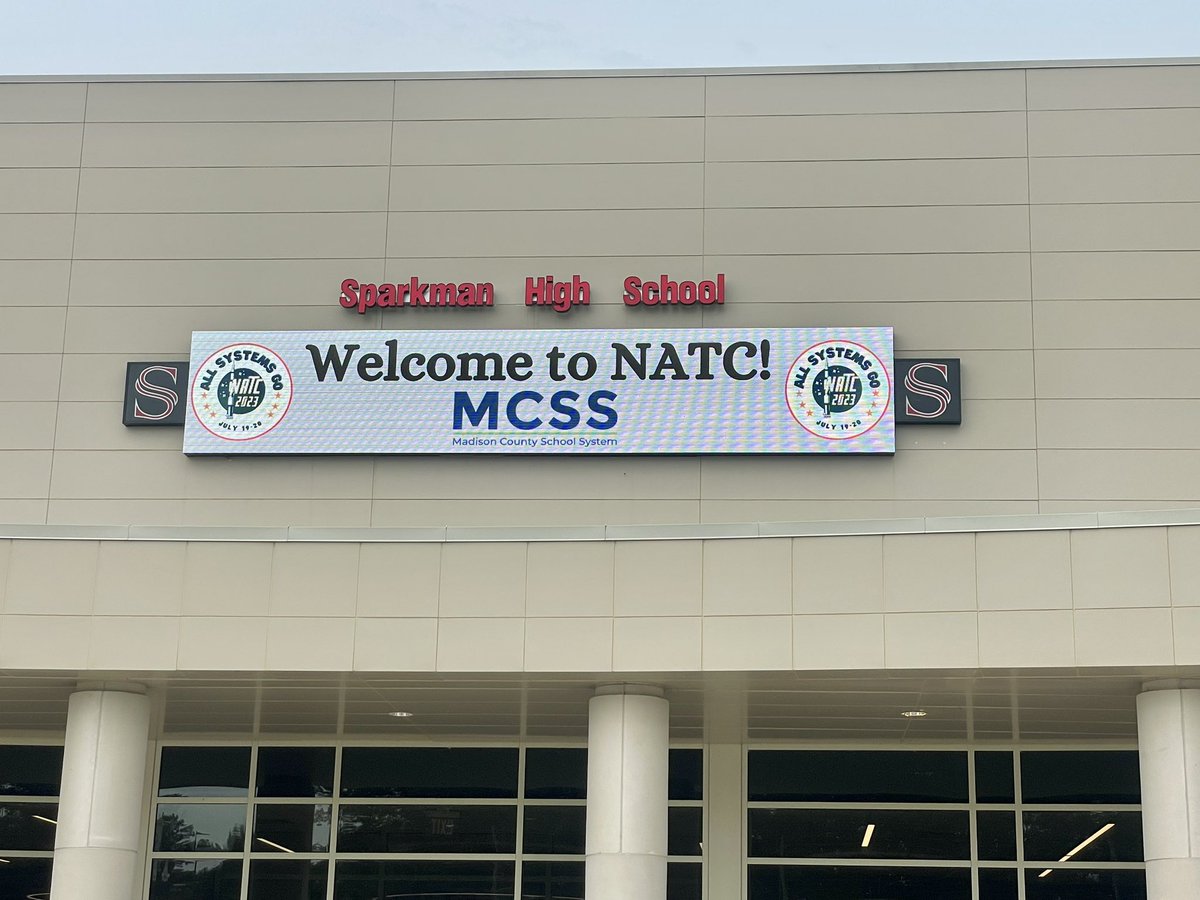 Sparkman High School
Welcome to NATC!
MCSS
Madison County School System
ALL SYSTEMS GO
NATC
2023
JULY 19-20
ALL SYSTEMS GO
NATC
2023
JULY 19-20
S
S